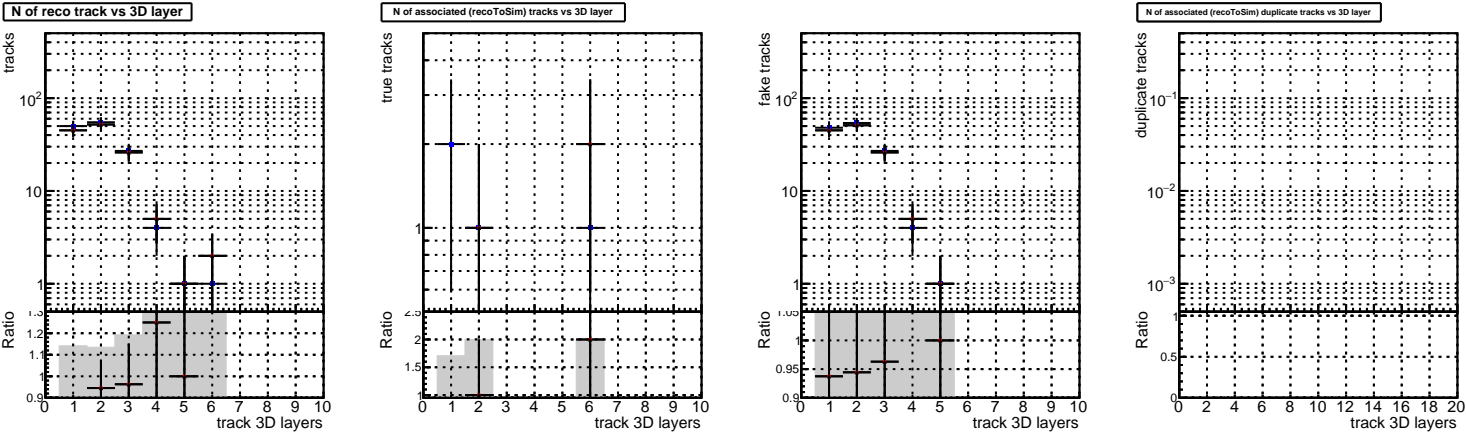 N of reco track vs 3D layer
tracks
10²
10
1
Ratio
1.3
1.2
1.1
1
0.9
0 1 2 3 4 5 6 7 8 9 10
track 3D layers
N of associated (recoToSim) tracks vs 3D layer
true tracks
1
Ratio
2.5
2
1.5
1
0 1 2 3 4 5 6 7 8 9 10
track 3D layers
fake tracks
10²
10
1
Ratio
1.05
1
0.95
0.9
0 1 2 3 4 5 6 7 8 9 10
track 3D layers
N of associated (recoToSim) duplicate tracks vs 3D layer
duplicate tracks
10⁻¹
10⁻²
10⁻³
Ratio
1
0.5
0
0 2 4 6 8 10 12 14 16 18 20
track 3D layers